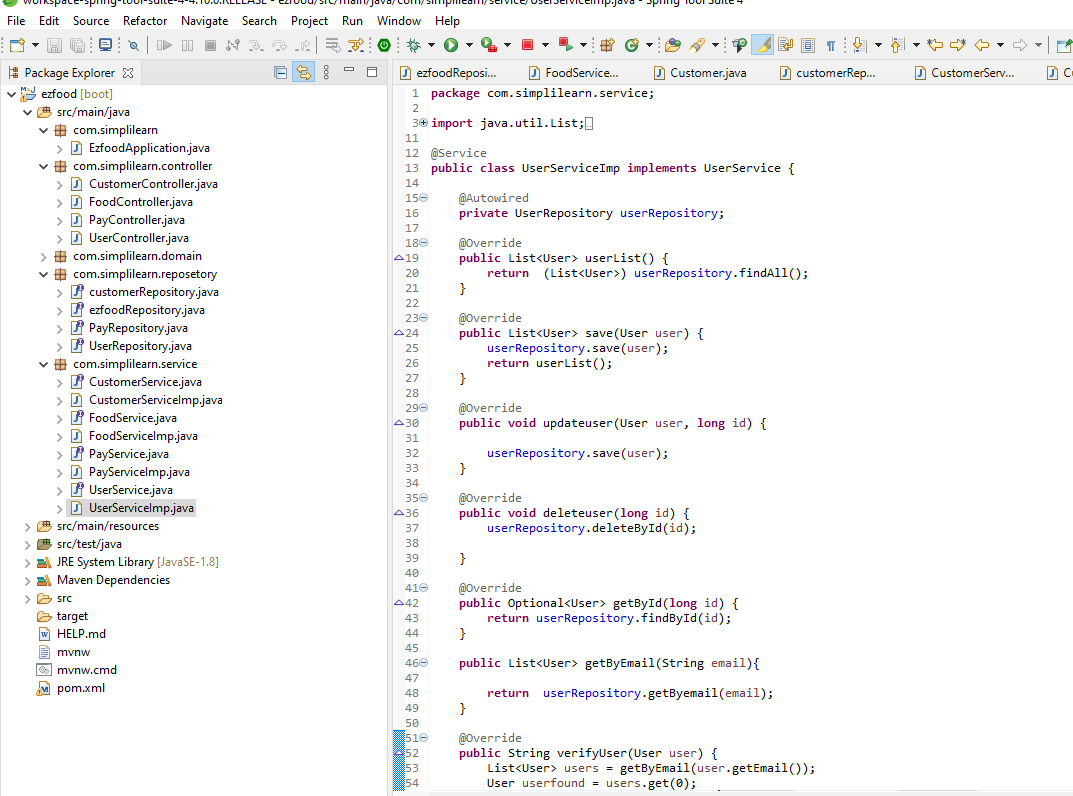 workspace-spring-tool-suite-4-4.10.0.RELEASE - ezfood/src/main/java/com/simplilearn/service/UserServiceImp.java - Spring Tool Suite 4
File Edit Source Refactor Navigate Search Project Run Window Help
Package Explorer
ezfood [boot]
src/main/java
com.simplilearn
EzfoodApplication.java
com.simplilearn.controller
CustomerController.java
FoodController.java
PayController.java
UserController.java
com.simplilearn.domain
com.simplilearn.reposetory
customerRepository.java
ezfoodRepository.java
PayRepository.java
UserRepository.java
com.simplilearn.service
CustomerService.java
CustomerServiceImp.java
FoodService.java
FoodServiceImp.java
PayService.java
PayServiceImp.java
UserService.java
UserServiceImp.java
src/main/resources
src/test/java
JRE System Library [JavaSE-1.8]
Maven Dependencies
src
target
HELP.md
mvnw
mvnw.cmd
pom.xml
ezfoodReposi... FoodService... Customer.java customerRep... CustomerServ...
1 package com.simplilearn.service;
2
3 import java.util.List;
11
12 @Service
13 public class UserServiceImp implements UserService {
14
15 @Autowired
16 private UserRepository userRepository;
17
18 @Override
19 public List<User> userList() {
20 return (List<User>) userRepository.findAll();
21 }
22
23 @Override
24 public List<User> save(User user) {
25 userRepository.save(user);
26 return userList();
27 }
28
29 @Override
30 public void updateuser(User user, long id) {
31
32 userRepository.save(user);
33 }
34
35 @Override
36 public void deleteuser(long id) {
37 userRepository.deleteById(id);
38
39 }
40
41 @Override
42 public Optional<User> getById(long id) {
43 return userRepository.findById(id);
44 }
45
46 public List<User> getByEmail(String email){
47
48 return userRepository.getByemail(email);
49 }
50
51 @Override
52 public String verifyUser(User user) {
53 List<User> users = getByEmail(user.getEmail());
54 User userfound = users.get(0);